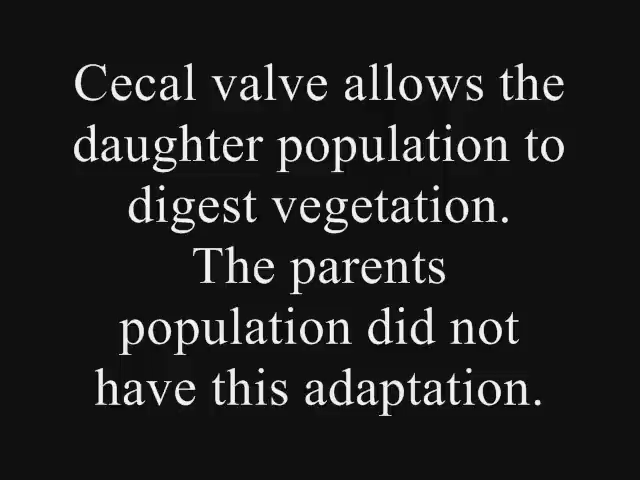 Cecal valve allows the
daughter population to
digest vegetation.
The parents
population did not
have this adaptation.